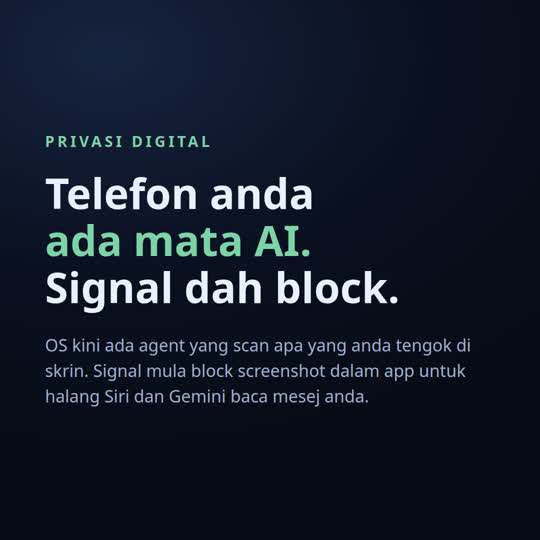 PRIVASI DIGITAL
Telefon anda
ada mata AI.
Signal dah block.
OS kini ada agent yang scan apa yang anda tengok di
skrin. Signal mula block screenshot dalam app untuk
halang Siri dan Gemini baca mesej anda.